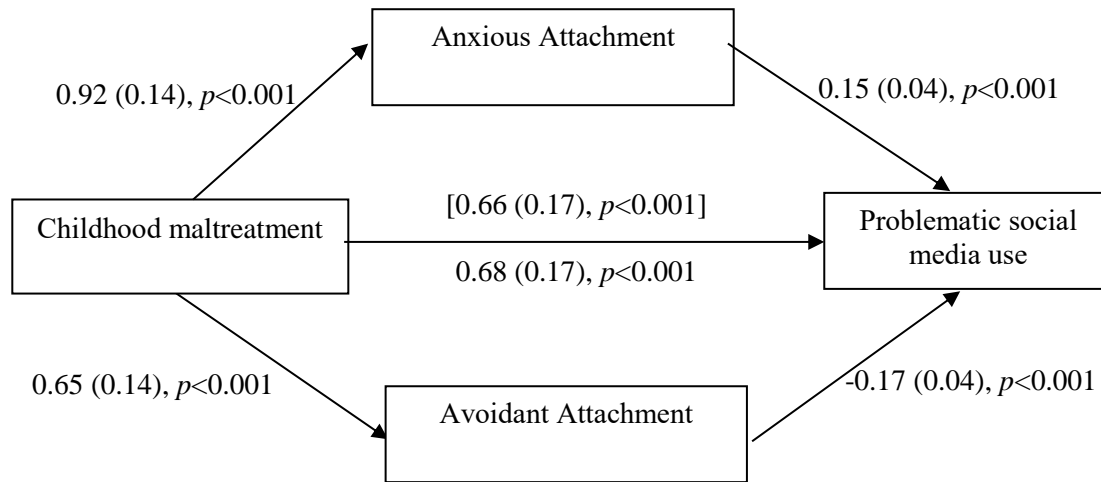 Anxious Attachment
0.92 (0.14), p<0.001
0.15 (0.04), p<0.001
Childhood maltreatment
[0.66 (0.17), p<0.001]
0.68 (0.17), p<0.001
Problematic social
media use
0.65 (0.14), p<0.001
Avoidant Attachment
-0.17 (0.04), p<0.001